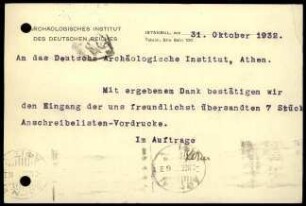 ARCHÄOLOGISCHES INSTITUT
DES DEUTSCHEN REICHES
ISTANBUL, 31. Oktober 1932.
An das Deutsche Archäologische Institut, Athen.
Mit ergebenem Dank bestätigen wir
den Eingang der uns freundlichst übersandten 7 Stück
Anschreibelisten-Vordrucke.
Im Auftrage